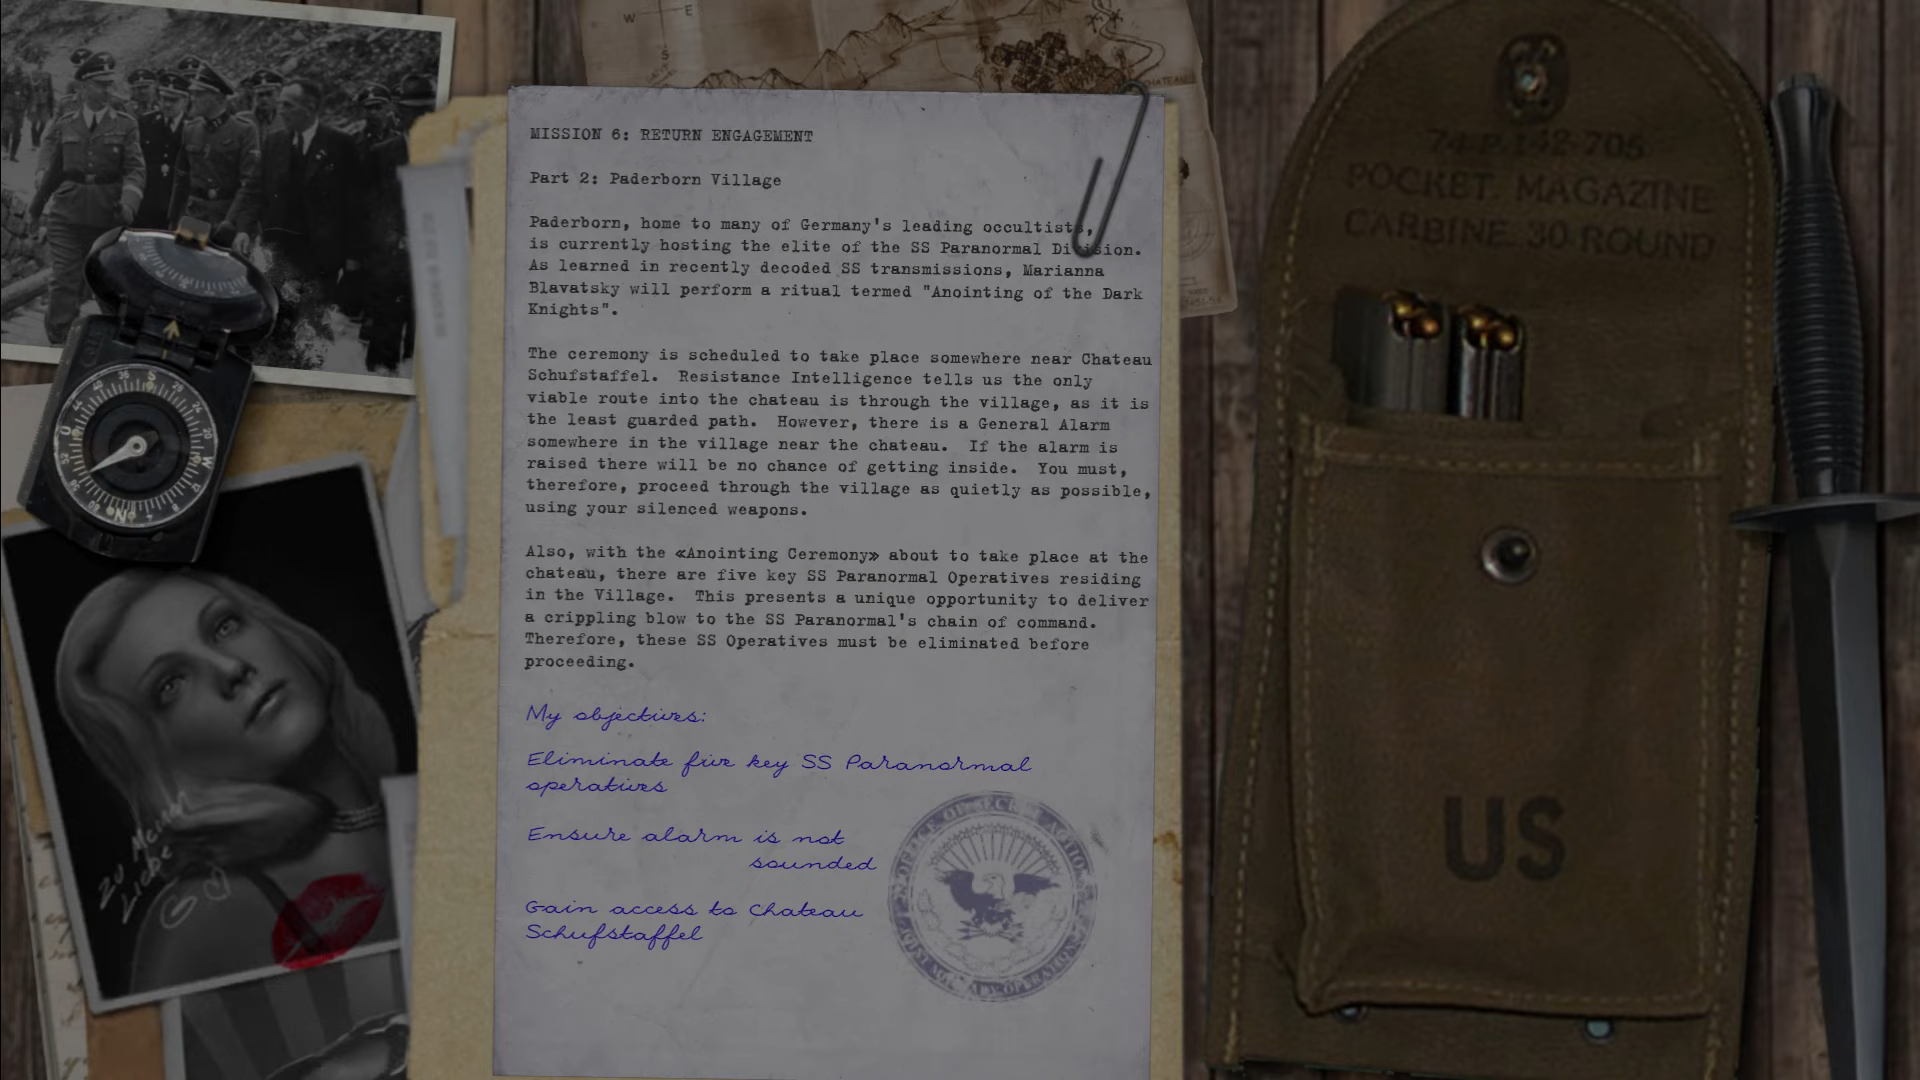 W E
S
CHATEAU
MISSION 6: RETURN ENGAGEMENT
Part 2: Paderborn Village
Paderborn, home to many of Germany's leading occultists,
is currently hosting the elite of the SS Paranormal Division.
As learned in recently decoded SS transmissions, Marianna
Blavatsky will perform a ritual termed "Anointing of the Dark
Knights".
The ceremony is scheduled to take place somewhere near Chateau
Schufstaffel. Resistance Intelligence tells us the only
viable route into the chateau is through the village, as it is
the least guarded path. However, there is a General Alarm
somewhere in the village near the chateau. If the alarm is
raised there will be no chance of getting inside. You must,
therefore, proceed through the village as quietly as possible,
using your silenced weapons.
Also, with the «Anointing Ceremony» about to take place at the
chateau, there are five key SS Paranormal Operatives residing
in the Village. This presents a unique opportunity to deliver
a crippling blow to the SS Paranormal's chain of command.
Therefore, these SS Operatives must be eliminated before
proceeding.
My objectives:
Eliminate five key SS Paranormal
operatives
Ensure alarm is not
sounded
Gain access to Chateau
Schufstaffel
OFFICE OF SECRET ACTIONS
Zu Meiner
Liebe
POCKET. MAGAZINE
CARBINE 30 ROUND
US